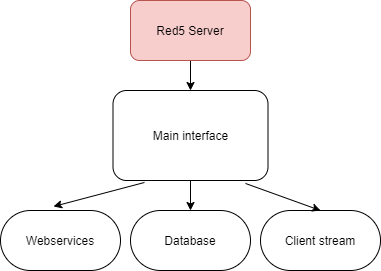 Red5 Server
Main interface
Webservices
Database
Client stream